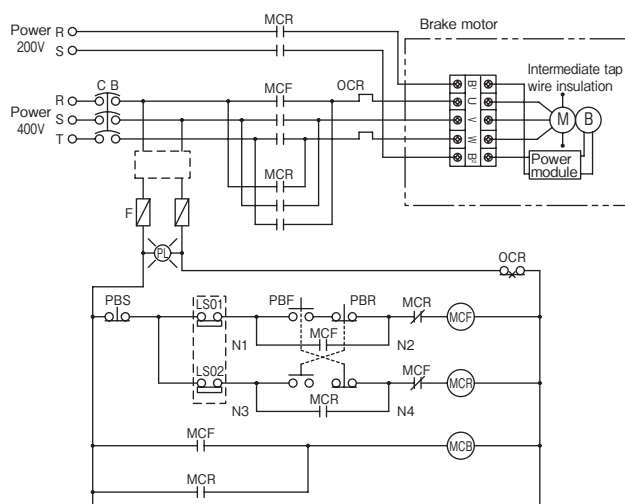 MCR
Brake motor
Power
200V
R
S
Intermediate tap
wire insulation
C B
MCF
OCR
Power
400V
R
S
T
B¹
U
V
W
B²
M
B
Power
module
MCR
F
PL
OCR
PBS
LS01
PBF
PBR
MCR
MCF
N1
MCF
N2
LS02
MCF
MCR
N3
MCR
N4
MCF
MCB
MCR